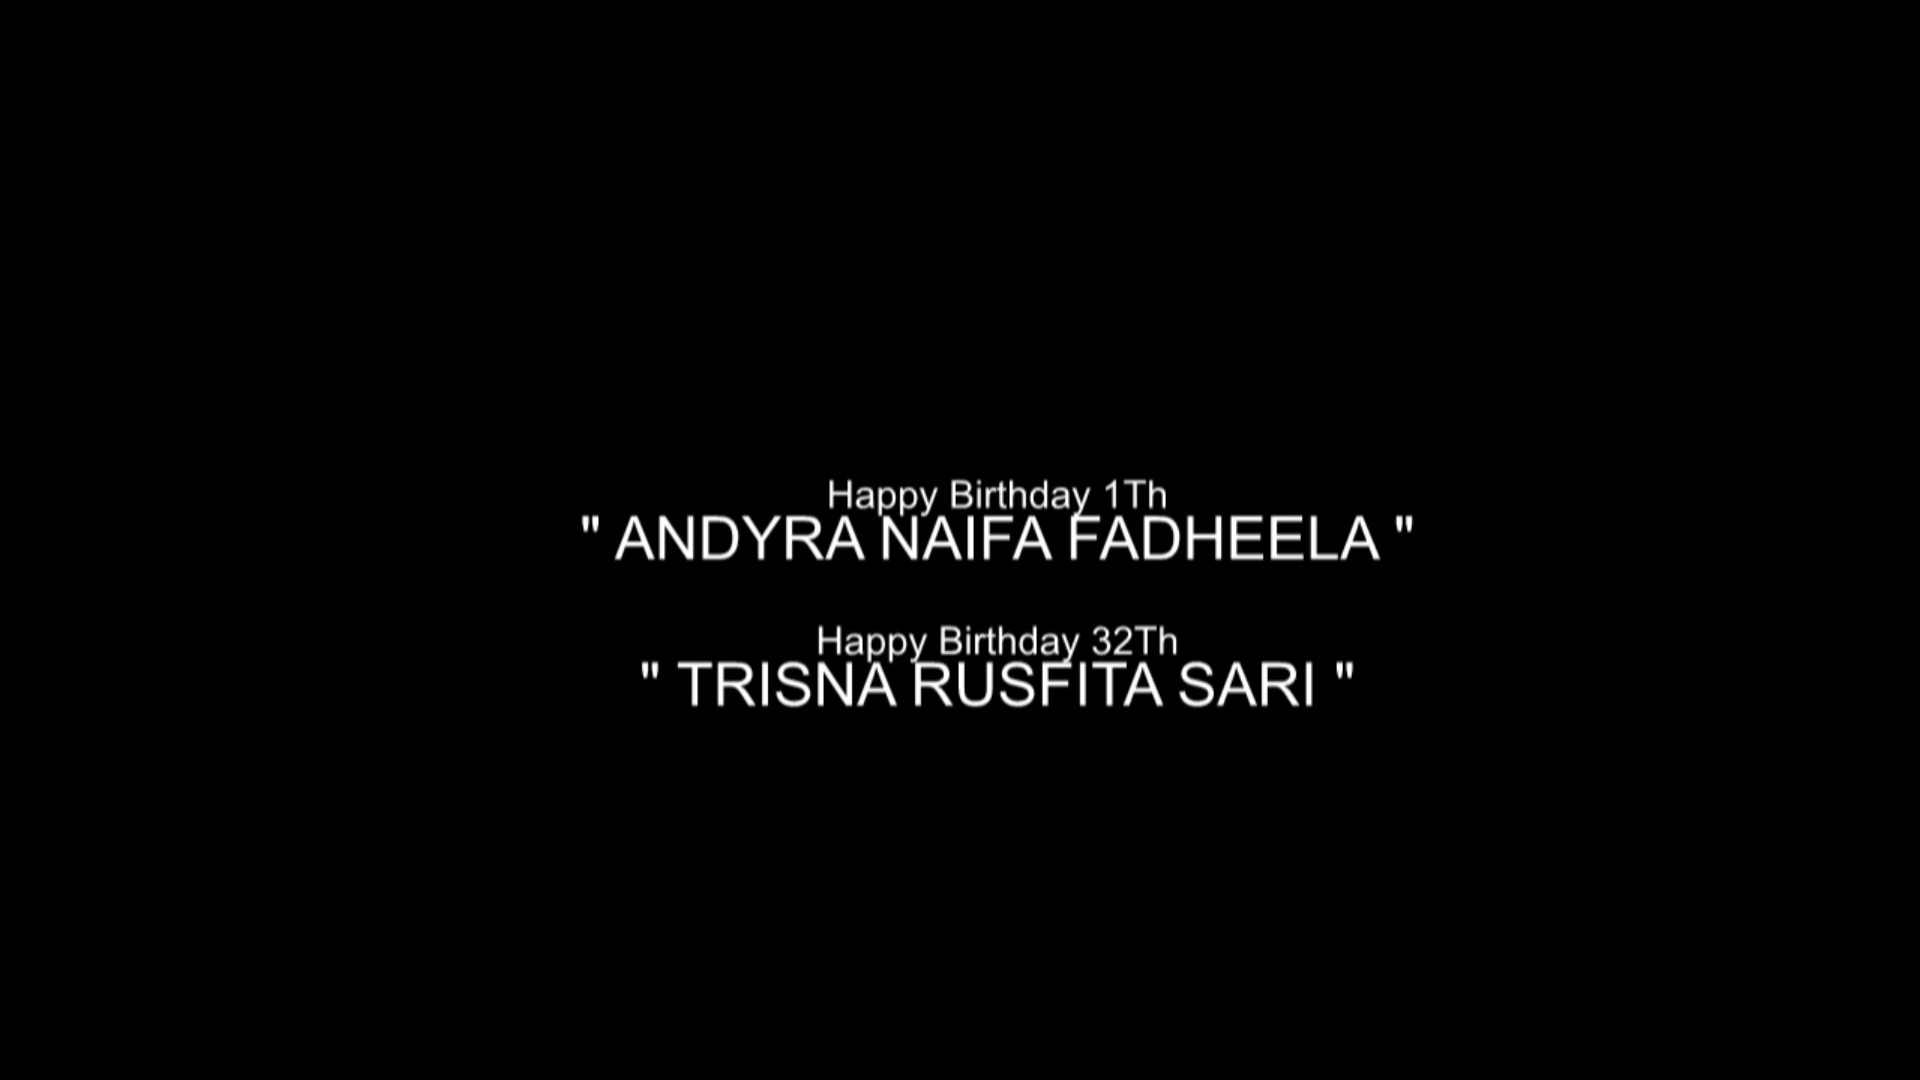 Happy Birthday 1Th
" ANDYRA NAIFA FADHEELA "
Happy Birthday 32Th
" TRISNA RUSFITA SARI "